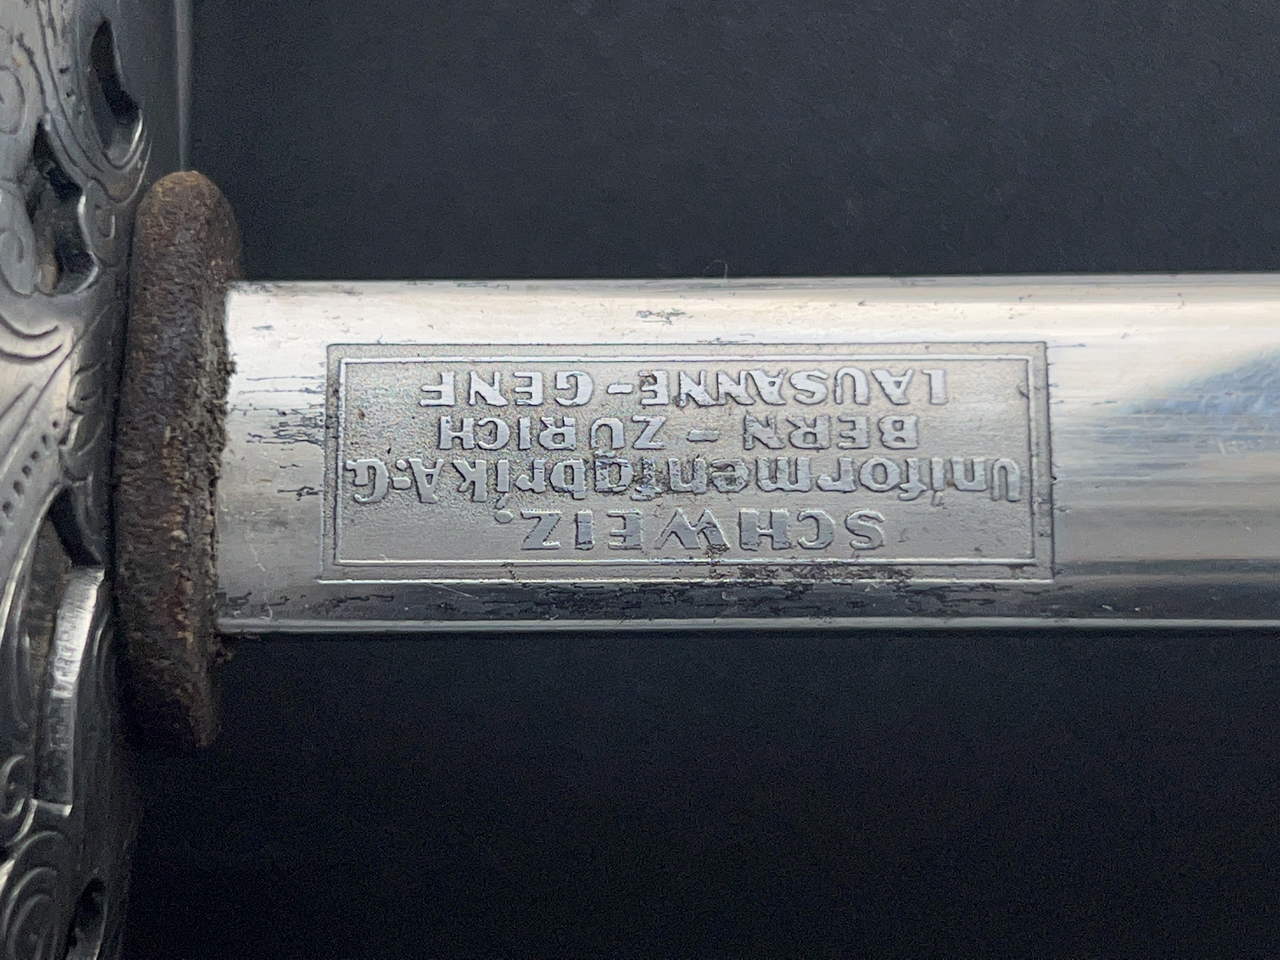 SCHWEIZ.
Uniformenfabrik A.-G
BERN - ZÜRICH
LAUSANNE - GENF